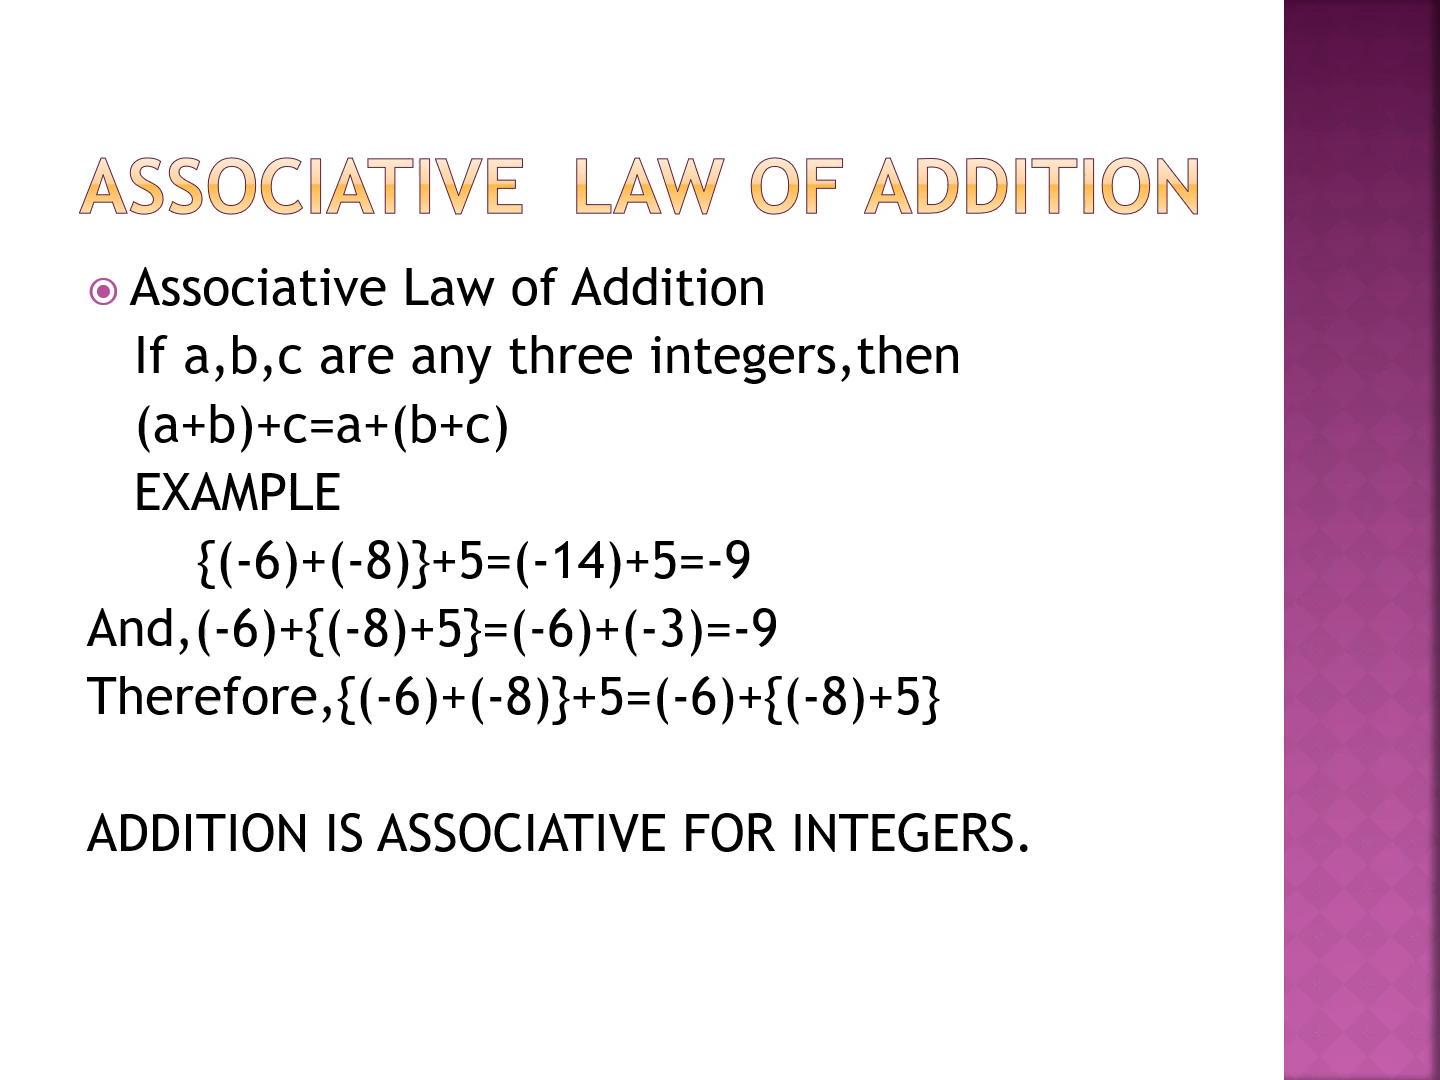 ASSOCIATIVE LAW OF ADDITION
Associative Law of Addition
If a,b,c are any three integers,then
(a+b)+c=a+(b+c)
EXAMPLE
{(-6)+(-8)}+5=(-14)+5=-9
And,(-6)+{(-8)+5}=(-6)+(-3)=-9
Therefore,{(-6)+(-8)}+5=(-6)+{(-8)+5}
ADDITION IS ASSOCIATIVE FOR INTEGERS.